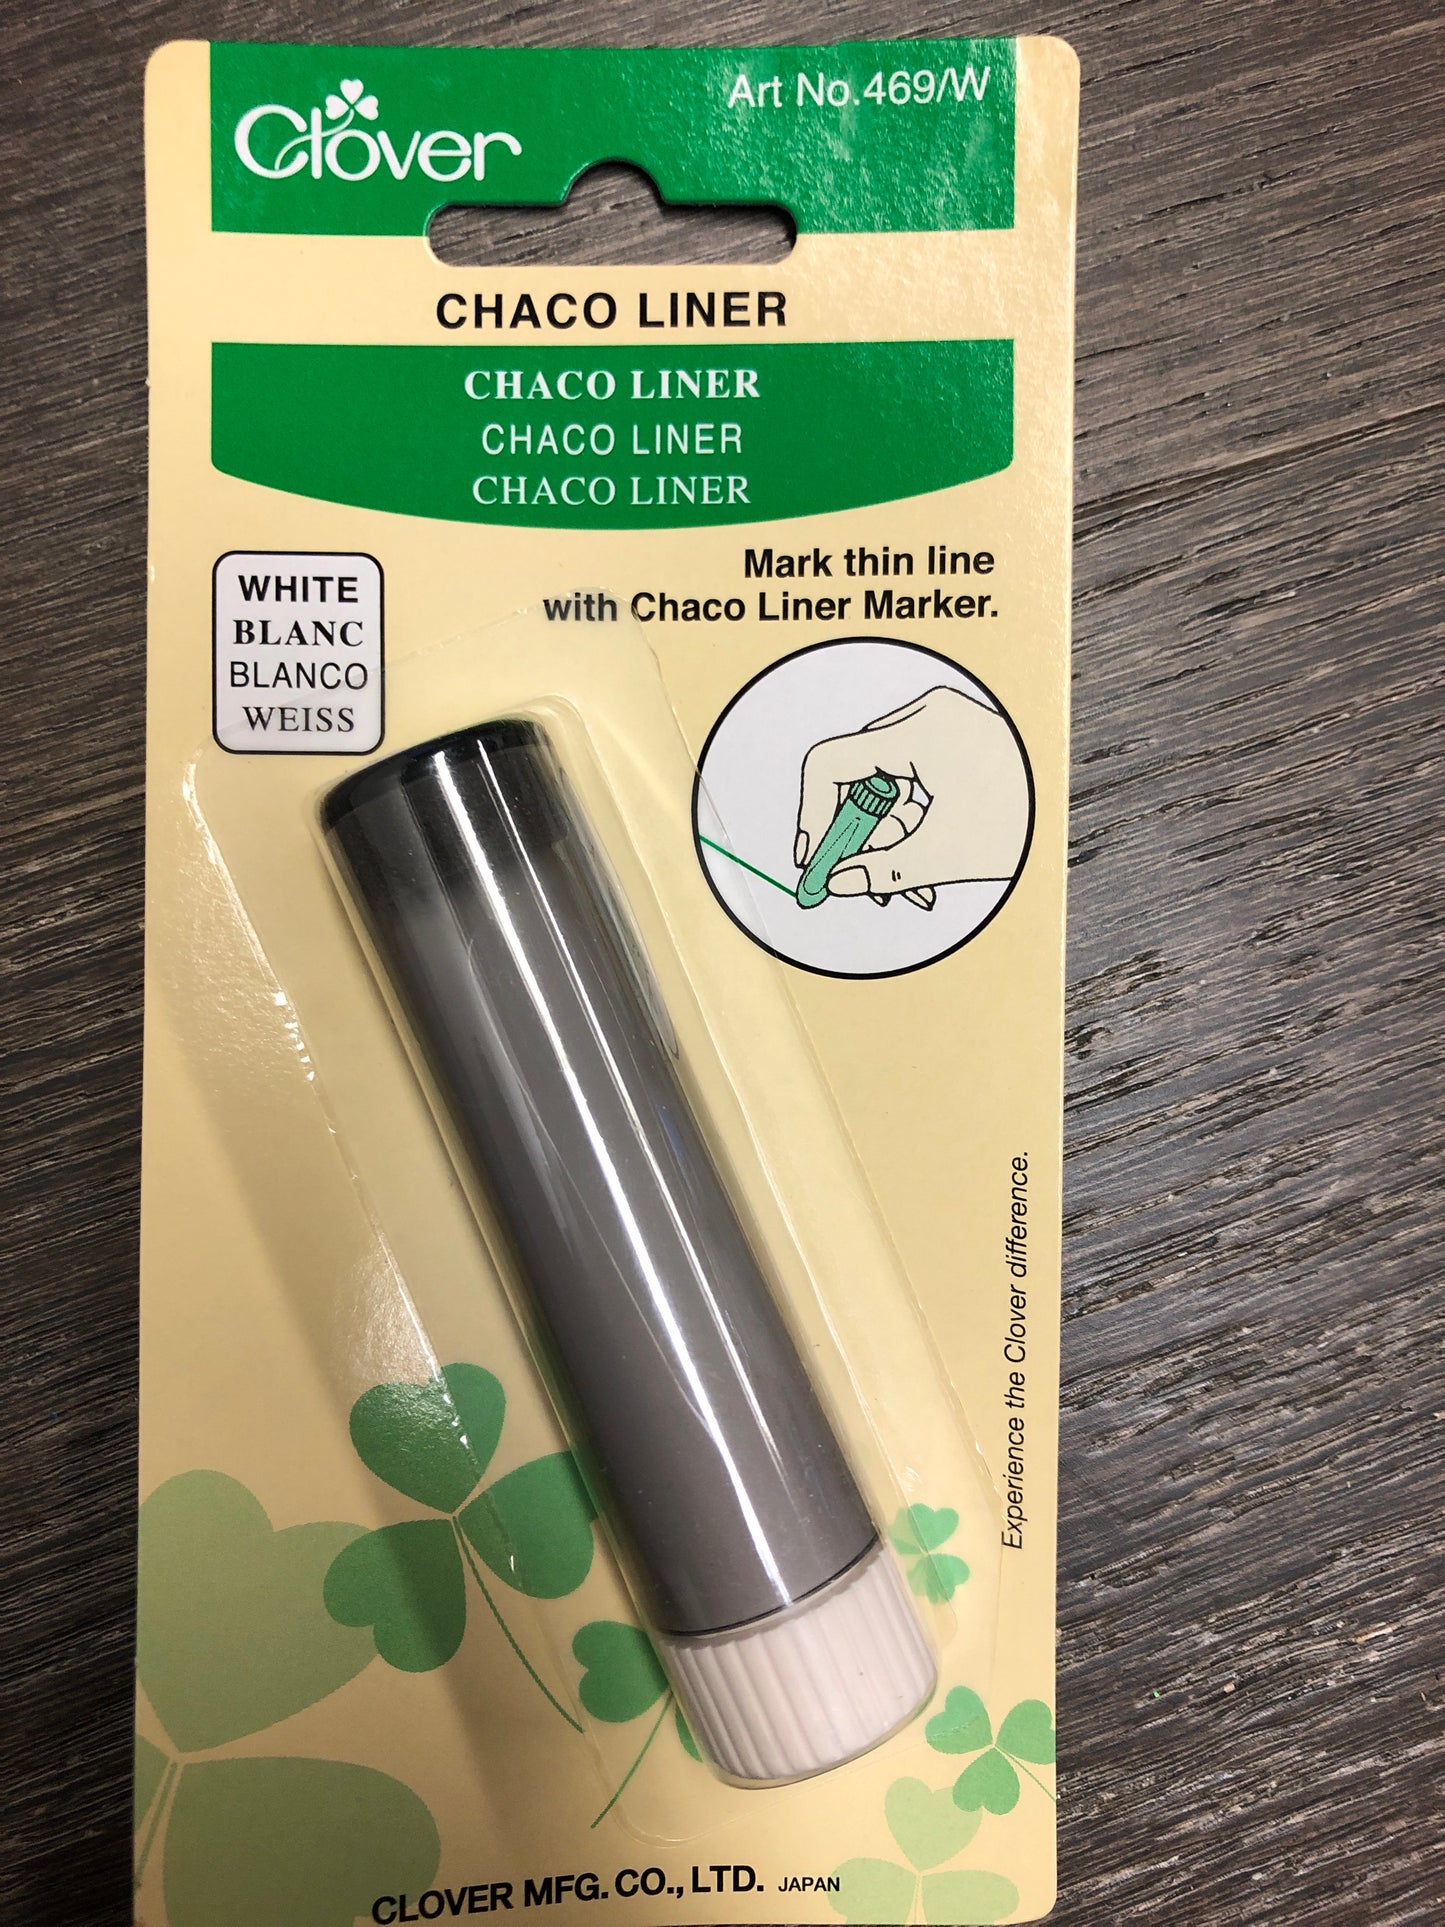 Clover
Art No.469/W
CHACO LINER
CHACO LINER
CHACO LINER
CHACO LINER
WHITE
BLANC
BLANCO
WEISS
Mark thin line
with Chaco Liner Marker.
Experience the Clover difference.
CLOVER MFG. CO., LTD. JAPAN